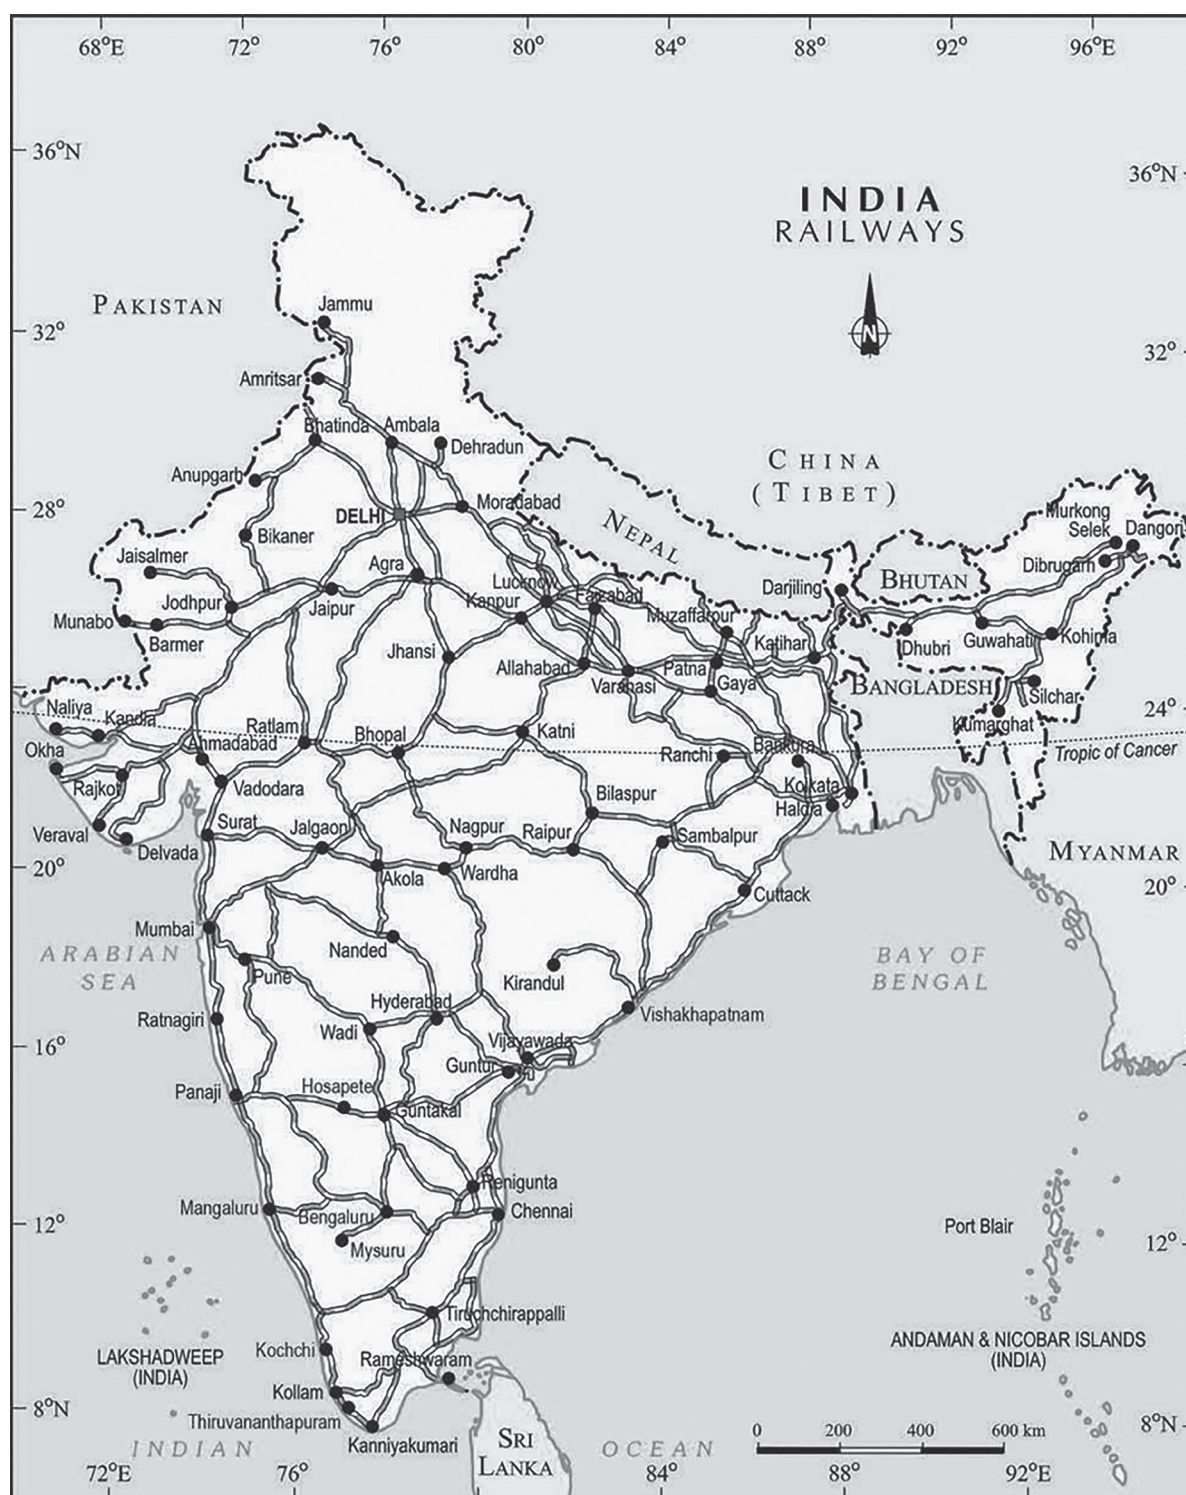 68°E 72° 76° 80° 84° 88° 92° 96°E
36°N
36°N
INDIA
RAILWAYS
PAKISTAN
Jammu
32°
32°
N
Amritsar
Bhatinda
Ambala
Dehradun
CHINA
(TIBET)
Anupgarh
28°
28°
DELHI
Moradabad
NEPAL
Murkong
Selek
Dangori
Bikaner
Jaisalmer
Agra
Lucknow
Faizabad
Darjiling
BHUTAN
Dibrugarh
Jodhpur
Jaipur
Kanpur
Munabo
Barmer
Muzaffarpur
Katihar
Dhubri
Guwahati
Kohima
Jhansi
Allahabad
Varanasi
Patna
Gaya
BANGLADESH
Silchar
Naliya
Kandla
24°
Kumarghat
Okha
Ahmadabad
Ratlam
Bhopal
Katni
Ranchi
Bankura
Tropic of Cancer
Rajkot
Vadodara
Bilaspur
Kolkata
Haldia
Veraval
Delvada
Surat
Jalgaon
Nagpur
Raipur
Sambalpur
20°
20°
Akola
Wardha
Cuttack
MYANMAR
Mumbai
Nanded
ARABIAN
SEA
BAY OF
BENGAL
Pune
Kirandul
Hyderabad
Ratnagiri
Wadi
Vishakhapatnam
16°
Vijayawada
Guntur
Panaji
Hosapete
Guntakal
Renigunta
Mangaluru
Bengaluru
Chennai
12°
12°
Mysuru
Port Blair
Tiruchchirappalli
LAKSHADWEEP
(INDIA)
Kochchi
Rameshwaram
ANDAMAN & NICOBAR ISLANDS
(INDIA)
Kollam
8°N
8°N
Thiruvananthapuram
Kanniyakumari
INDIAN
OCEAN
SRI
LANKA
0 200 400 600 km
72°E 76° 84° 88° 92°E